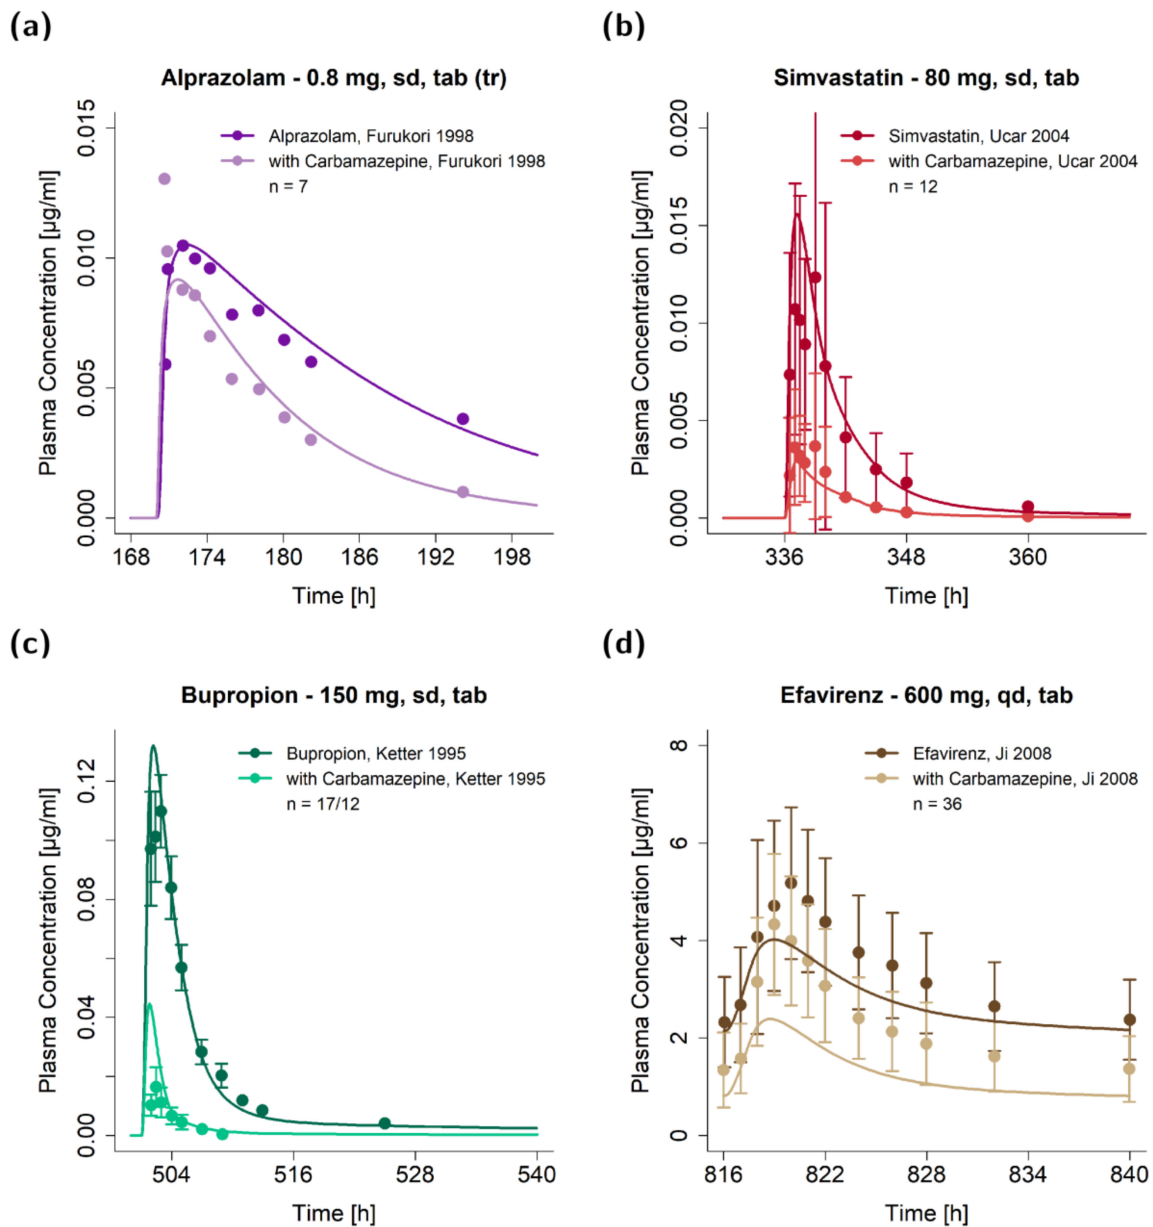 (a)
Alprazolam - 0.8 mg, sd, tab (tr)
Plasma Concentration [µg/ml]
0.015
0.010
0.005
0.000
Alprazolam, Furukori 1998
with Carbamazepine, Furukori 1998
n = 7
168 174 180 186 192 198
Time [h]
(b)
Simvastatin - 80 mg, sd, tab
Plasma Concentration [µg/ml]
0.020
0.015
0.010
0.005
0.000
Simvastatin, Ucar 2004
with Carbamazepine, Ucar 2004
n = 12
336 348 360
Time [h]
(c)
Bupropion - 150 mg, sd, tab
Plasma Concentration [µg/ml]
0.12
0.08
0.04
0.00
Bupropion, Ketter 1995
with Carbamazepine, Ketter 1995
n = 17/12
504 516 528 540
Time [h]
(d)
Efavirenz - 600 mg, qd, tab
Plasma Concentration [µg/ml]
8
6
4
2
0
Efavirenz, Ji 2008
with Carbamazepine, Ji 2008
n = 36
816 822 828 834 840
Time [h]